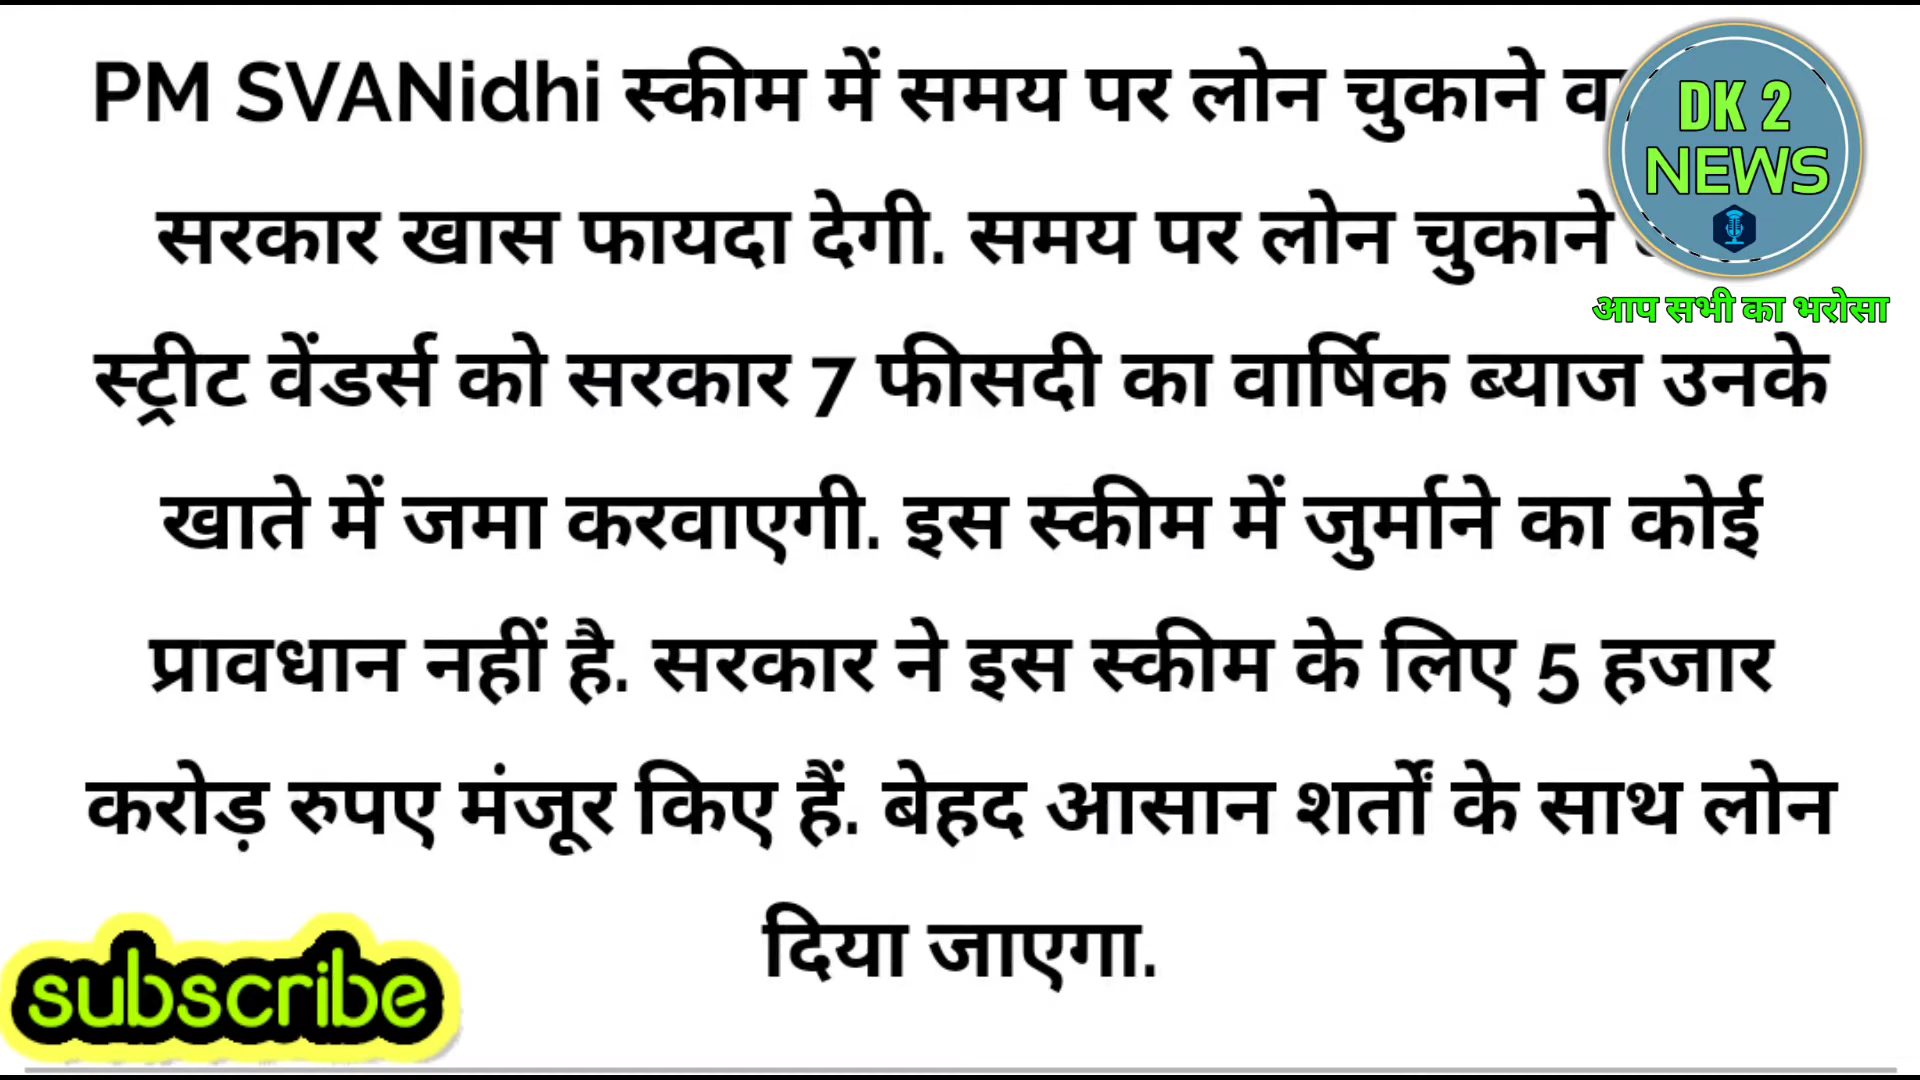 PM SVANidhi स्कीम में समय पर लोन चुकाने
सरकार खास फायदा देगी. समय पर लोन चुकाने
स्ट्रीट वेंडर्स को सरकार 7 फीसदी का वार्षिक ब्याज उनके
खाते में जमा करवाएगी. इस स्कीम में जुर्माने का कोई
प्रावधान नहीं है. सरकार ने इस स्कीम के लिए 5 हजार
करोड़ रुपए मंजूर किए हैं. बेहद आसान शर्तों के साथ लोन
दिया जाएगा.
DK 2
NEWS
आप सभी का भरोसा
subscribe